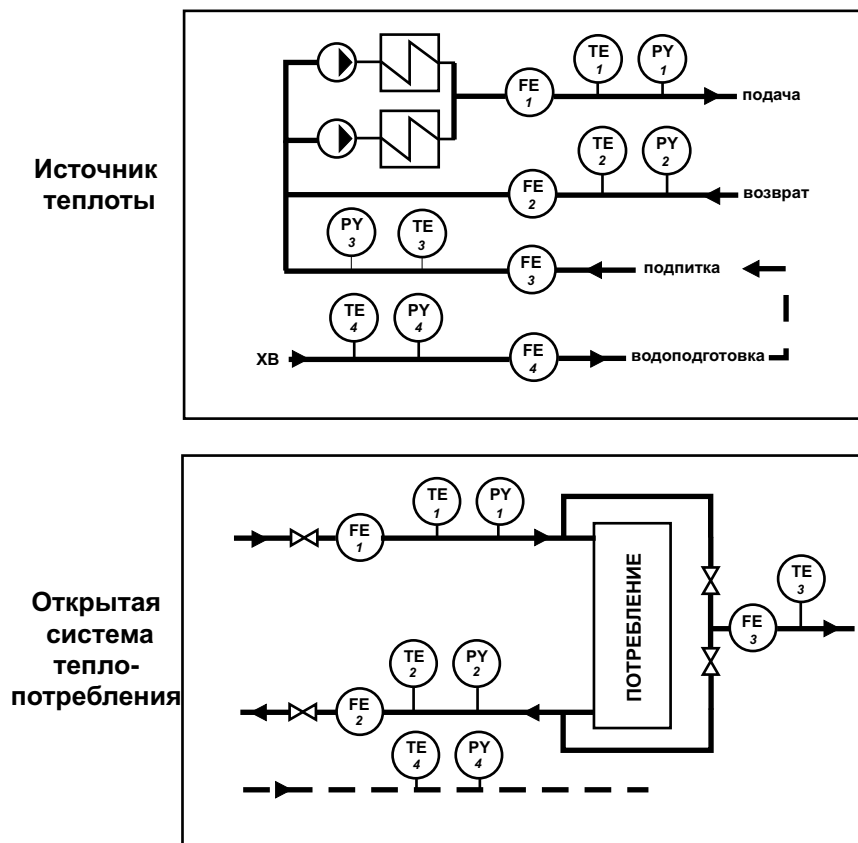 Источник
теплоты
TE
1
PY
1
FE
1
подача
TE
2
PY
2
FE
2
возврат
PY
3
TE
3
FE
3
подпитка
TE
4
PY
4
ХВ
FE
4
водоподготовка
Открытая
система
тепло-
потребления
TE
1
PY
1
FE
1
ПОТРЕБЛЕНИЕ
TE
3
FE
3
TE
2
PY
2
FE
2
TE
4
PY
4